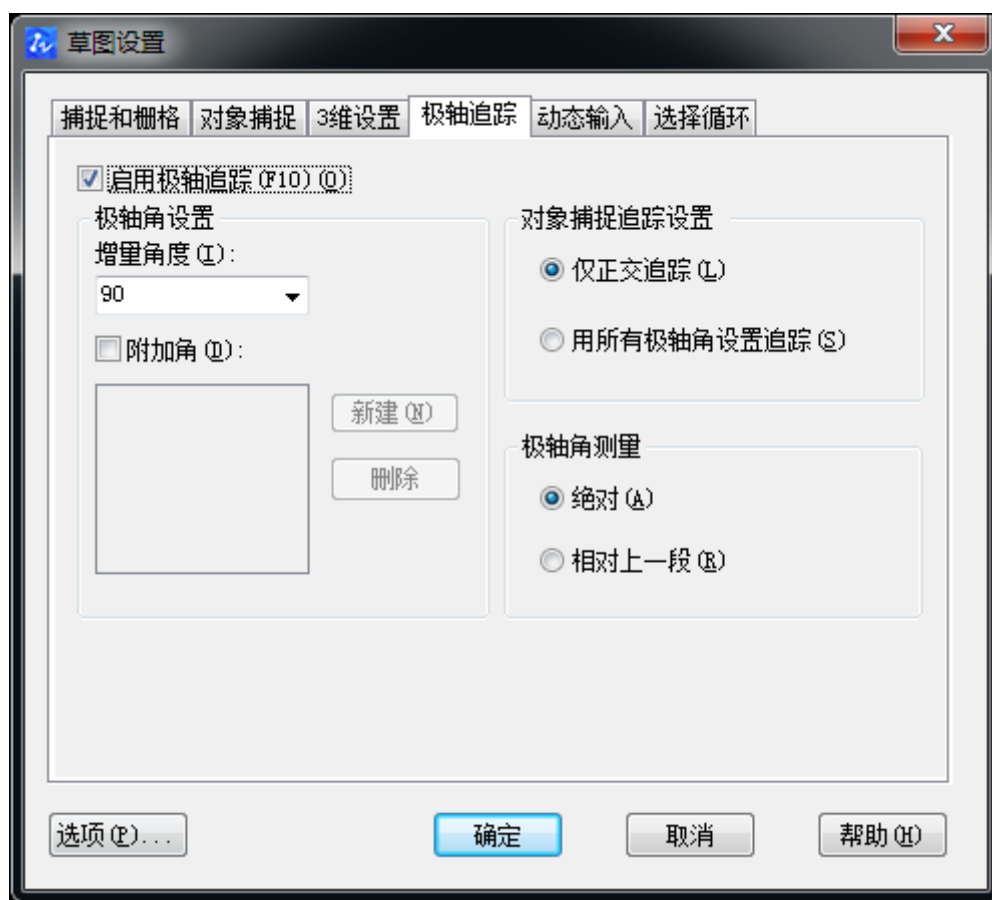 草图设置
捕捉和栅格 对象捕捉 3维设置 极轴追踪 动态输入 选择循环
启用极轴追踪(F10)(O)
极轴角设置
增量角度(I):
90
附加角(D):
新建(N)
删除
对象捕捉追踪设置
仅正交追踪(L)
用所有极轴角设置追踪(S)
极轴角测量
绝对(A)
相对上一段(R)
选项(P)... 确定 取消 帮助(H)